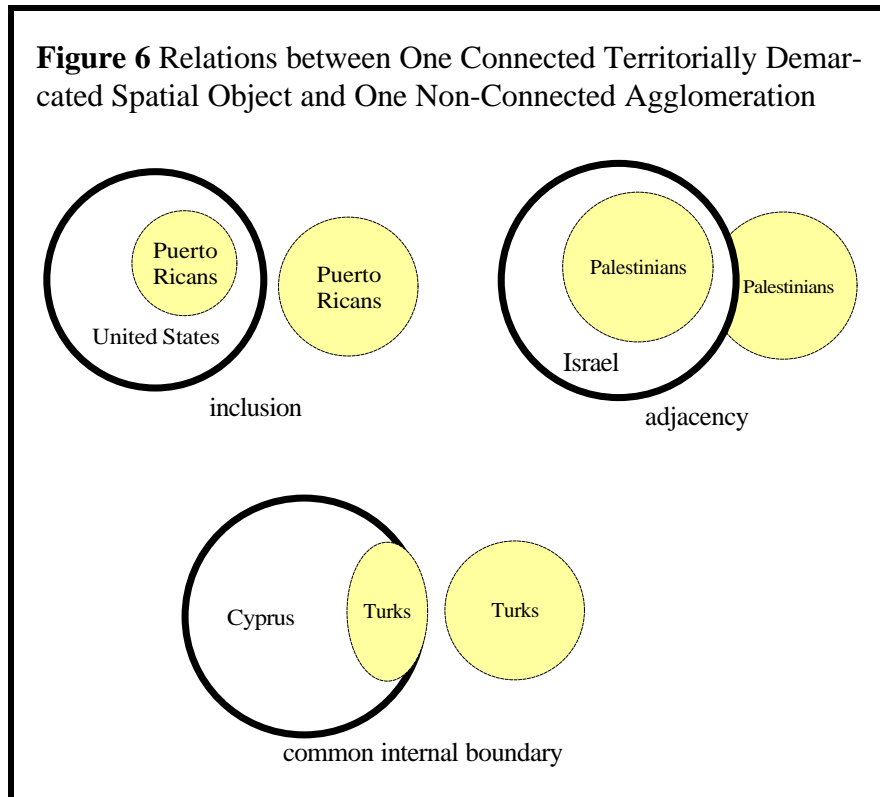 Figure 6 Relations between One Connected Territorially Demar-
cated Spatial Object and One Non-Connected Agglomeration
Puerto
Ricans
Puerto
Ricans
United States
inclusion
Palestinians
Palestinians
Israel
adjacency
Cyprus
Turks
Turks
common internal boundary